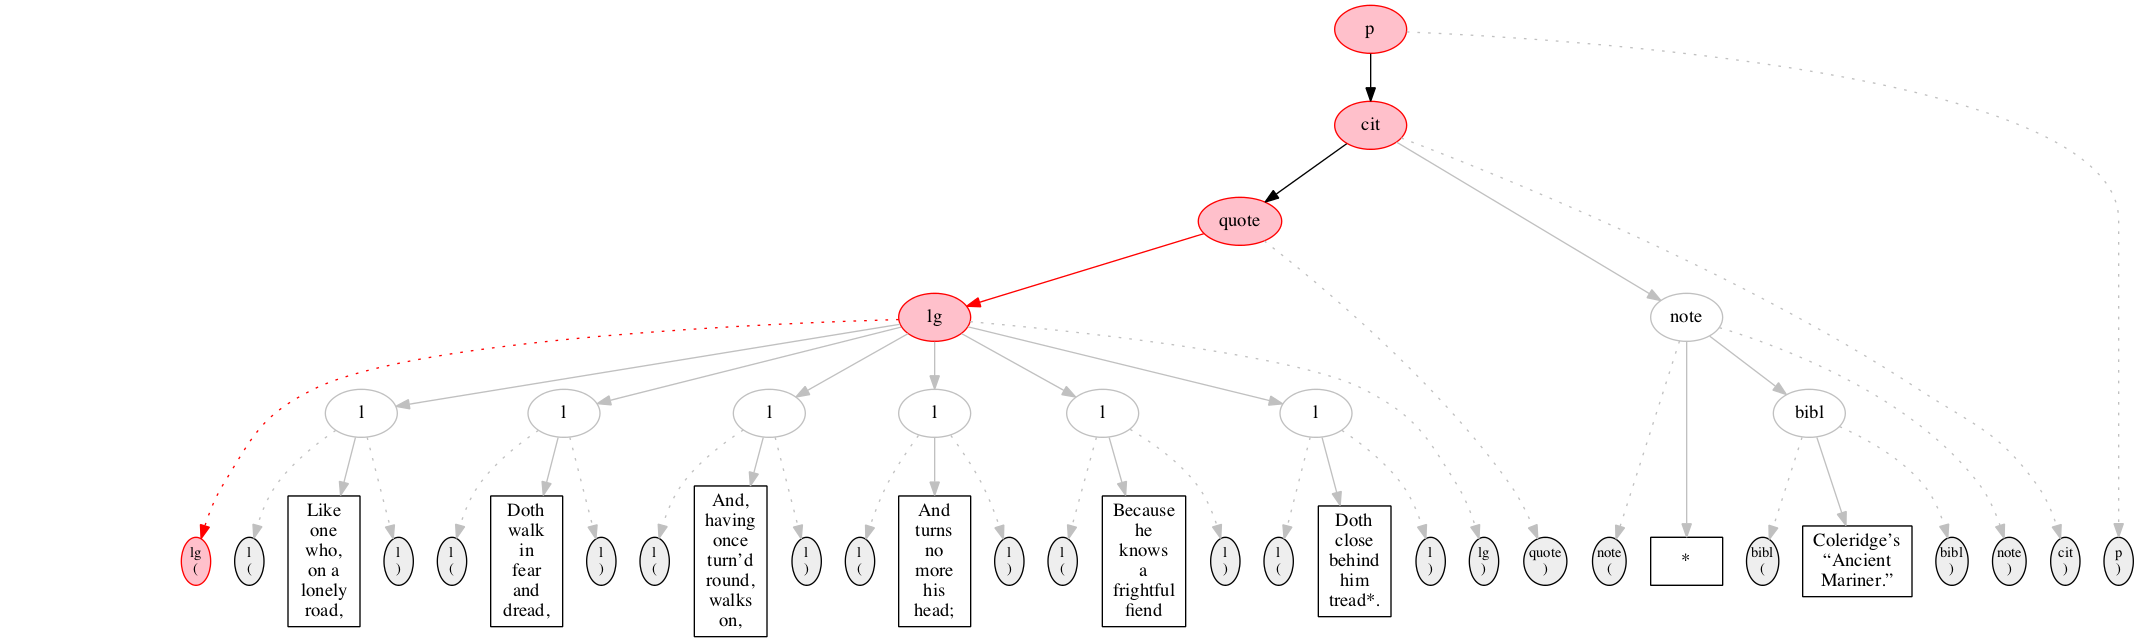 p
cit
quote
lg
note
l
l
l
l
l
l
bibl
lg
(
l
(
Like
one
who,
on a
lonely
road,
l
)
l
(
Doth
walk
in
fear
and
dread,
l
)
l
(
And,
having
once
turn’d
round,
walks
on,
l
)
l
(
And
turns
no
more
his
head;
l
)
l
(
Because
he
knows
a
frightful
fiend
l
)
l
(
Doth
close
behind
him
tread*.
l
)
lg
)
quote
)
note
(
*
bibl
(
Coleridge’s
“Ancient
Mariner.”
bibl
)
note
)
cit
)
p
)